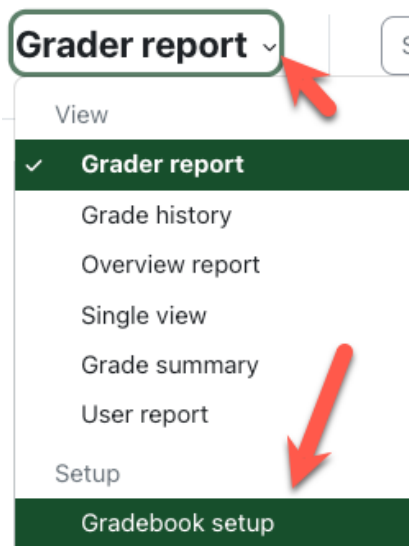 Grader report
S
View
Grader report
Grade history
Overview report
Single view
Grade summary
User report
Setup
Gradebook setup